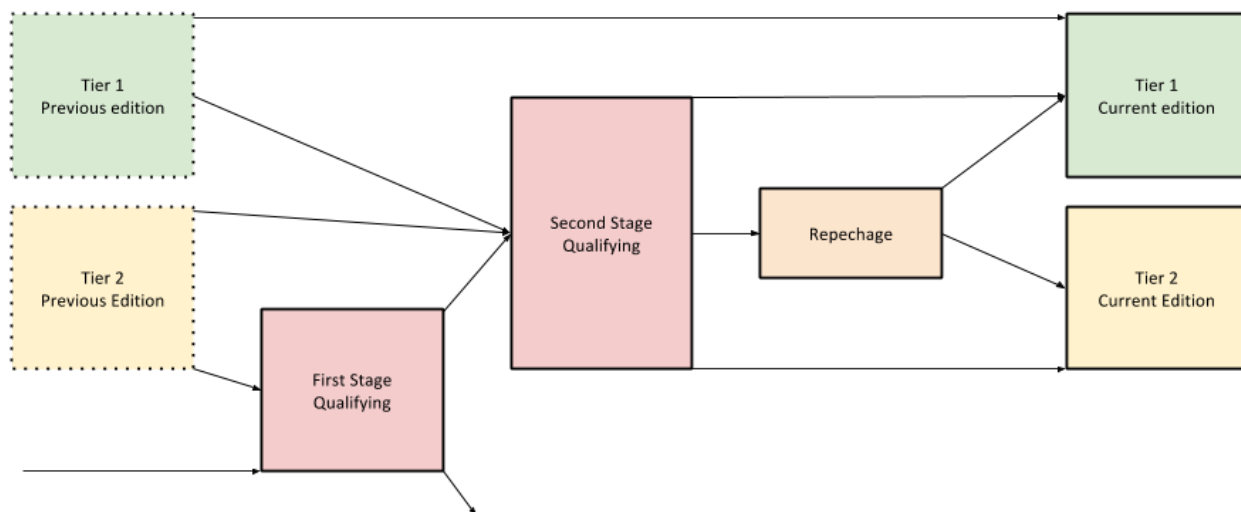 Tier 1
Previous edition
Tier 1
Current edition
Second Stage
Qualifying
Repechage
Tier 2
Previous Edition
Tier 2
Current Edition
First Stage
Qualifying